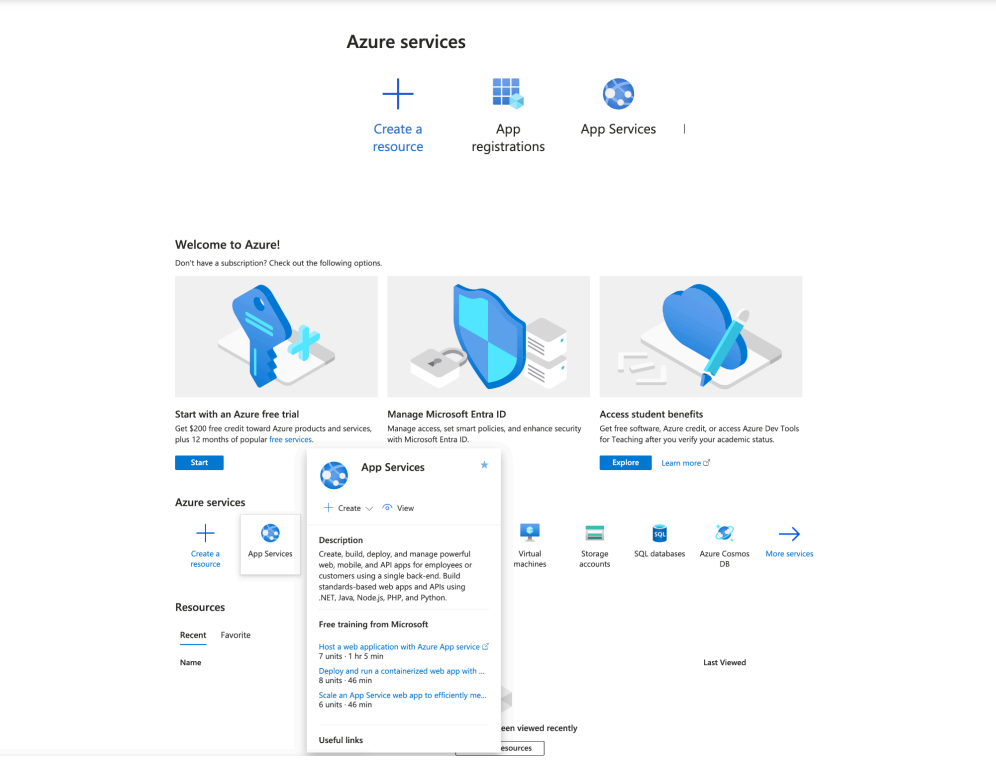 Azure services
Create a
resource
App
registrations
App Services
Welcome to Azure!
Don't have a subscription? Check out the following options.
Start with an Azure free trial
Get $200 free credit toward Azure products and services,
plus 12 months of popular free services.
Start
Manage Microsoft Entra ID
Manage access, set smart policies, and enhance security
with Microsoft Entra ID.
Access student benefits
Get free software, Azure credit, or access Azure Dev Tools
for Teaching after you verify your academic status.
Explore
Learn more
App Services
Create
View
Description
Create, build, deploy, and manage powerful
web, mobile, and API apps for employees or
customers using a single back-end. Build
standards-based web apps and APIs using
.NET, Java, Node.js, PHP, and Python.
Free training from Microsoft
Host a web application with Azure App service
7 units · 1 hr 5 min
Deploy and run a containerized web app with ...
8 units · 46 min
Scale an App Service web app to efficiently me...
6 units · 46 min
Useful links
Azure services
Create a
resource
App Services
Virtual
machines
Storage
accounts
SQL
SQL databases
Azure Cosmos
DB
More services
Resources
Recent
Favorite
Name
Last Viewed
viewed recently